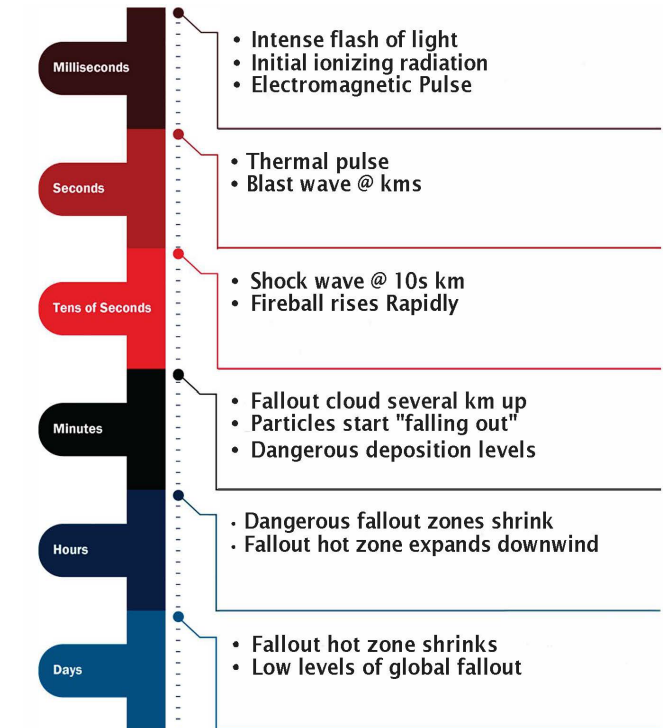 Milliseconds
• Intense flash of light
• Initial ionizing radiation
• Electromagnetic Pulse
Seconds
• Thermal pulse
• Blast wave @ kms
Tens of Seconds
• Shock wave @ 10s km
• Fireball rises Rapidly
Minutes
• Fallout cloud several km up
• Particles start "falling out"
• Dangerous deposition levels
Hours
• Dangerous fallout zones shrink
• Fallout hot zone expands downwind
Days
• Fallout hot zone shrinks
• Low levels of global fallout